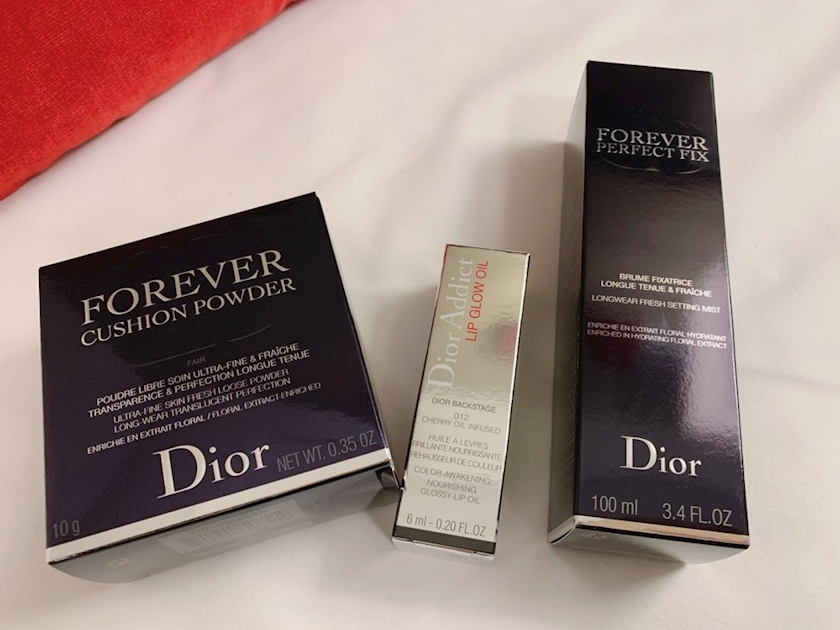 FOREVER
CUSHION POWDER
FAIR
POUDRE LIBRE SOIN ULTRA-FINE & FRAÎCHE
TRANSPARENCE & PERFECTION LONGUE TENUE
ULTRA-FINE SKIN FRESH LOOSE POWDER
LONG-WEAR TRANSLUCENT PERFECTION
ENRICHIE EN EXTRAIT FLORAL / FLORAL EXTRACT-ENRICHED
Dior
NET WT. 0.35 OZ
10 g
Dior Addict
LIP GLOW OIL
DIOR BACKSTAGE
012
CHERRY OIL INFUSED
HUILE À LÈVRES
BRILLANTE NOURRISSANTE
REHAUSSEUR DE COULEUR
COLOR-AWAKENING
NOURISHING
GLOSSY LIP OIL
6 ml - 0.20 FL.OZ
FOREVER
PERFECT FIX
BRUME FIXATRICE
LONGUE TENUE & FRAÎCHE
LONGWEAR FRESH SETTING MIST
ENRICHIE EN EXTRAIT FLORAL HYDRATANT
ENRICHED IN HYDRATING FLORAL EXTRACT
Dior
100 ml 3.4 FL.OZ